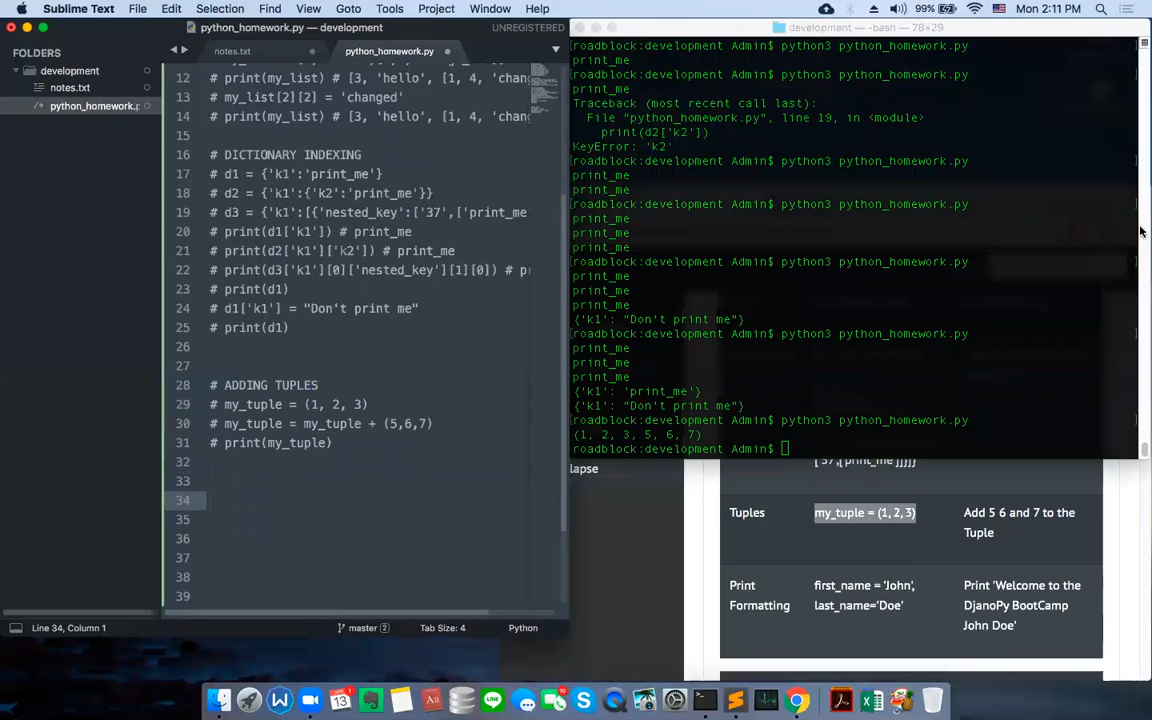 Sublime Text File Edit Selection Find View Goto Tools Project Window Help 99% Mon 2:11 PM
python_homework.py — development UNREGISTERED
development — -bash — 78×29
FOLDERS
development
notes.txt
python_homework.p
notes.txt python_homework.py
12 # print(my_list) # [3, 'hello', [1, 4, 'chang
13 # my_list[2][2] = 'changed'
14 # print(my_list) # [3, 'hello', [1, 4, 'chang
15
16 # DICTIONARY INDEXING
17 # d1 = {'k1':'print_me'}
18 # d2 = {'k1':{'k2':'print_me'}}
19 # d3 = {'k1':[{'nested_key':['37',['print_me'
20 # print(d1['k1']) # print_me
21 # print(d2['k1']['k2']) # print_me
22 # print(d3['k1'][0]['nested_key'][1][0]) # pr
23 # print(d1)
24 # d1['k1'] = "Don't print me"
25 # print(d1)
26
27
28 # ADDING TUPLES
29 # my_tuple = (1, 2, 3)
30 # my_tuple = my_tuple + (5,6,7)
31 # print(my_tuple)
32
33
34
35
36
37
38
39
Line 34, Column 1 master 2 Tab Size: 4 Python
[roadblock:development Admin$ python3 python_homework.py ]
print_me
[roadblock:development Admin$ python3 python_homework.py ]
print_me
Traceback (most recent call last):
File "python_homework.py", line 19, in <module>
print(d2['k2'])
KeyError: 'k2'
[roadblock:development Admin$ python3 python_homework.py ]
print_me
print_me
[roadblock:development Admin$ python3 python_homework.py ]
print_me
print_me
print_me
[roadblock:development Admin$ python3 python_homework.py ]
print_me
print_me
print_me
{'k1': "Don't print me"}
[roadblock:development Admin$ python3 python_homework.py ]
print_me
print_me
print_me
{'k1': 'print_me'}
{'k1': "Don't print me"}
[roadblock:development Admin$ python3 python_homework.py ]
(1, 2, 3, 5, 6, 7)
roadblock:development Admin$
lapse
['37',['print_me']]}]}
Tuples my_tuple = (1, 2, 3) Add 5 6 and 7 to the
Tuple
Print first_name = 'John', Print 'Welcome to the
Formatting last_name='Doe' DjanoPy BootCamp
John Doe'